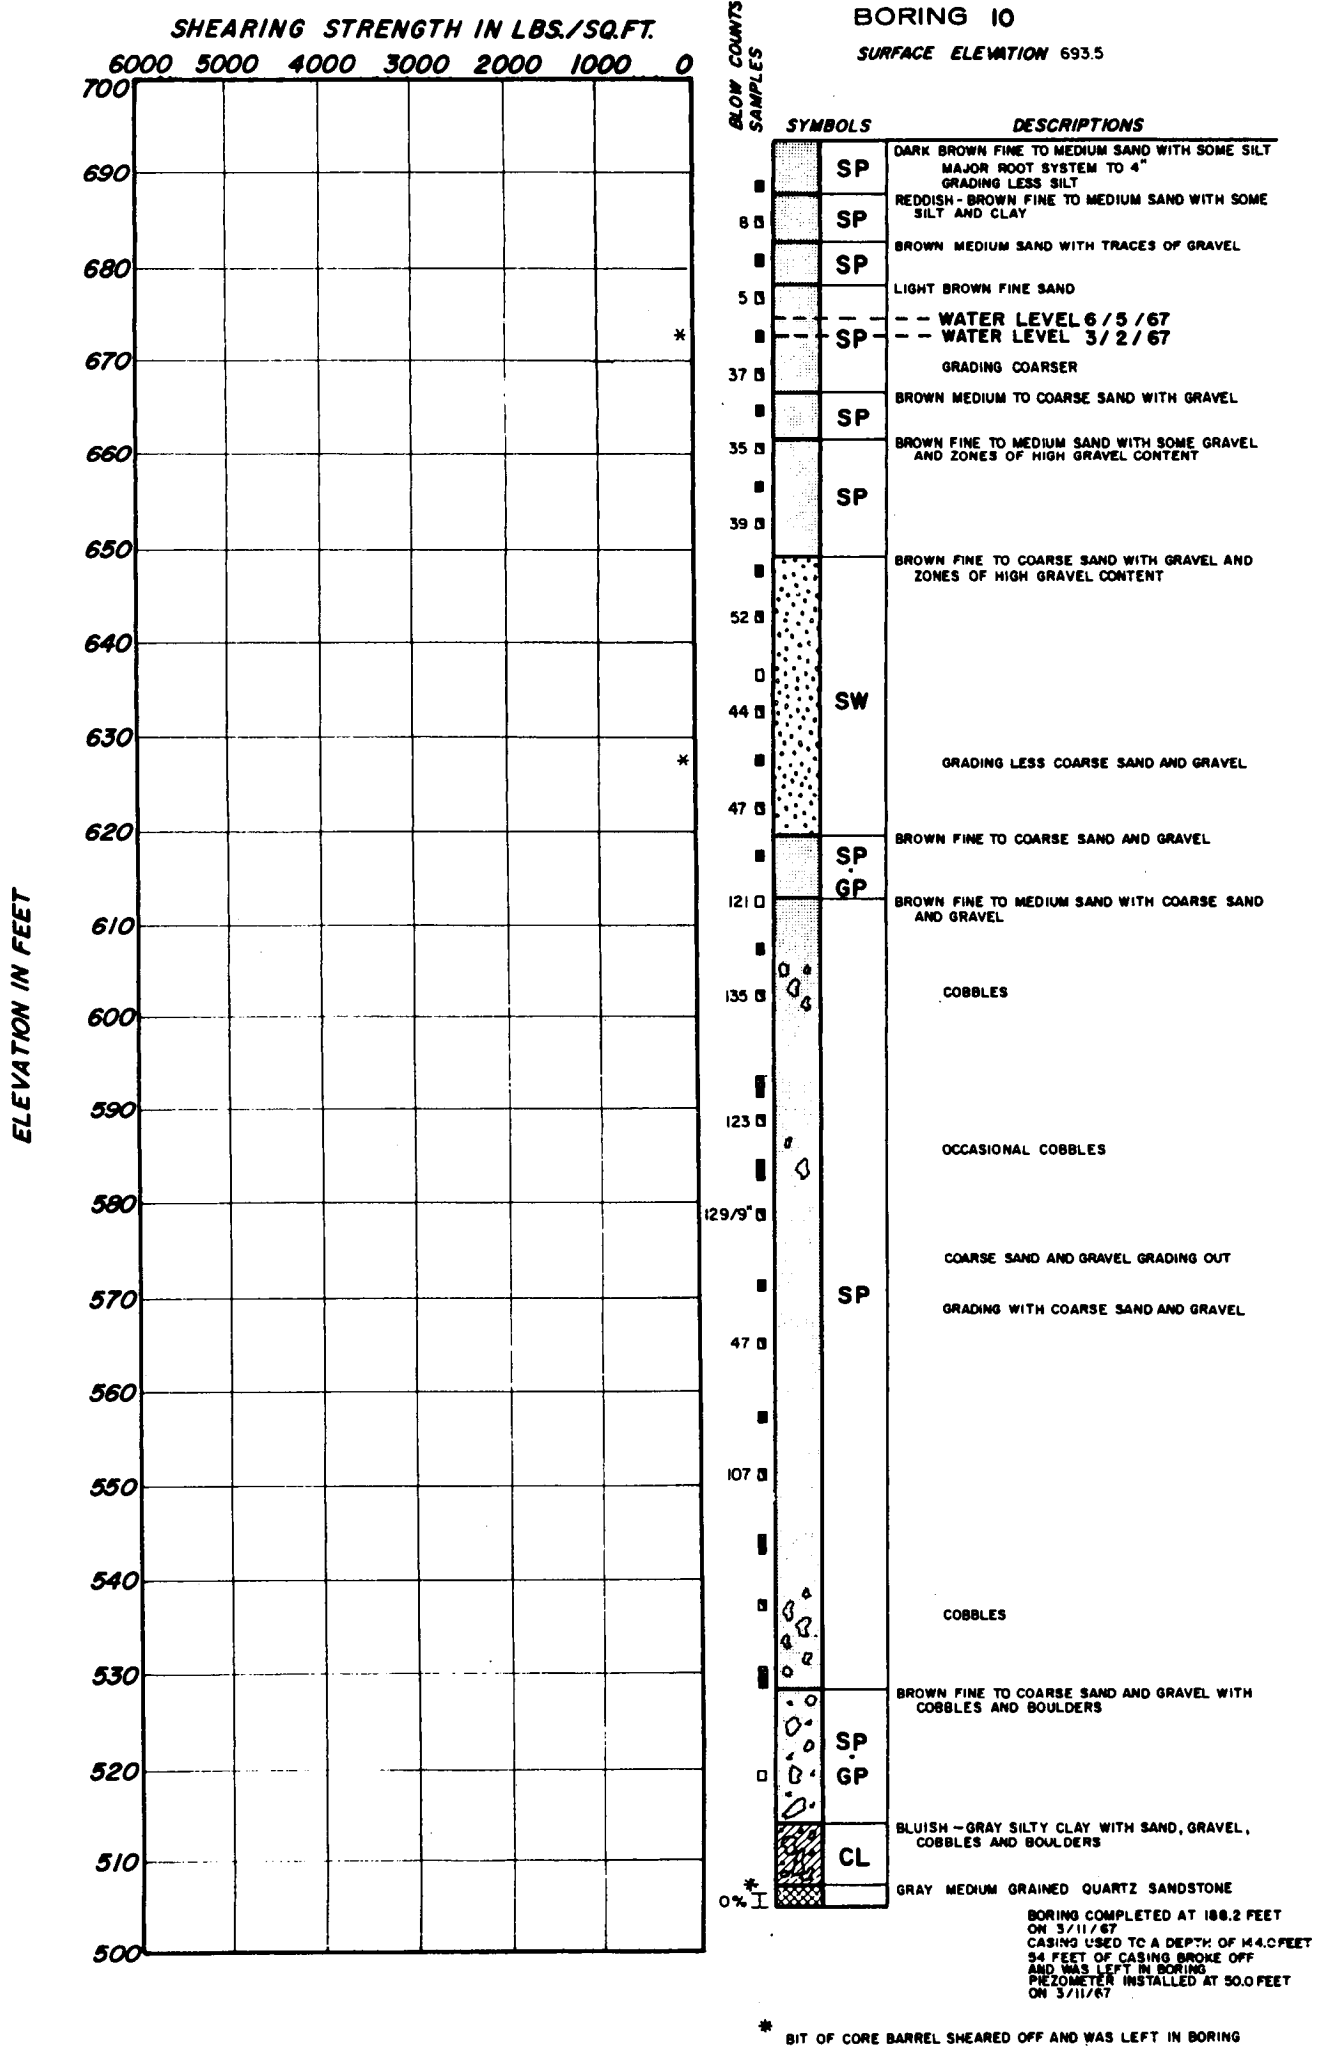 SHEARING STRENGTH IN LBS./SQ.FT.
6000 5000 4000 3000 2000 1000 0
BLOW COUNTS
SAMPLES
BORING 10
SURFACE ELEVATION 693.5
SYMBOLS DESCRIPTIONS
700
DARK BROWN FINE TO MEDIUM SAND WITH SOME SILT
SP MAJOR ROOT SYSTEM TO 4"
690
GRADING LESS SILT
REDDISH-BROWN FINE TO MEDIUM SAND WITH SOME
SILT AND CLAY
8 SP
BROWN MEDIUM SAND WITH TRACES OF GRAVEL
680 SP
LIGHT BROWN FINE SAND
5
WATER LEVEL 6/5/67
* SP WATER LEVEL 3/2/67
670
GRADING COARSER
37
BROWN MEDIUM TO COARSE SAND WITH GRAVEL
SP
BROWN FINE TO MEDIUM SAND WITH SOME GRAVEL
35
AND ZONES OF HIGH GRAVEL CONTENT
660
SP
39
650
BROWN FINE TO COARSE SAND WITH GRAVEL AND
ZONES OF HIGH GRAVEL CONTENT
52
640
SW
44
630
* GRADING LESS COARSE SAND AND GRAVEL
47
620
BROWN FINE TO COARSE SAND AND GRAVEL
SP
GP
121
BROWN FINE TO MEDIUM SAND WITH COARSE SAND
AND GRAVEL
610
135 COBBLES
600
590
123
OCCASIONAL COBBLES
580
129/9"
COARSE SAND AND GRAVEL GRADING OUT
570 SP
GRADING WITH COARSE SAND AND GRAVEL
47
560
107
550
540
COBBLES
530
BROWN FINE TO COARSE SAND AND GRAVEL WITH
COBBLES AND BOULDERS
SP
520 GP
BLUISH-GRAY SILTY CLAY WITH SAND, GRAVEL,
COBBLES AND BOULDERS
510 CL
*
0% GRAY MEDIUM GRAINED QUARTZ SANDSTONE
BORING COMPLETED AT 188.2 FEET
ON 3/11/67
CASING USED TO A DEPTH OF 144.0 FEET
54 FEET OF CASING BROKE OFF
500
AND WAS LEFT IN BORING
PIEZOMETER INSTALLED AT 50.0 FEET
ON 3/11/67
* BIT OF CORE BARREL SHEARED OFF AND WAS LEFT IN BORING
ELEVATION IN FEET